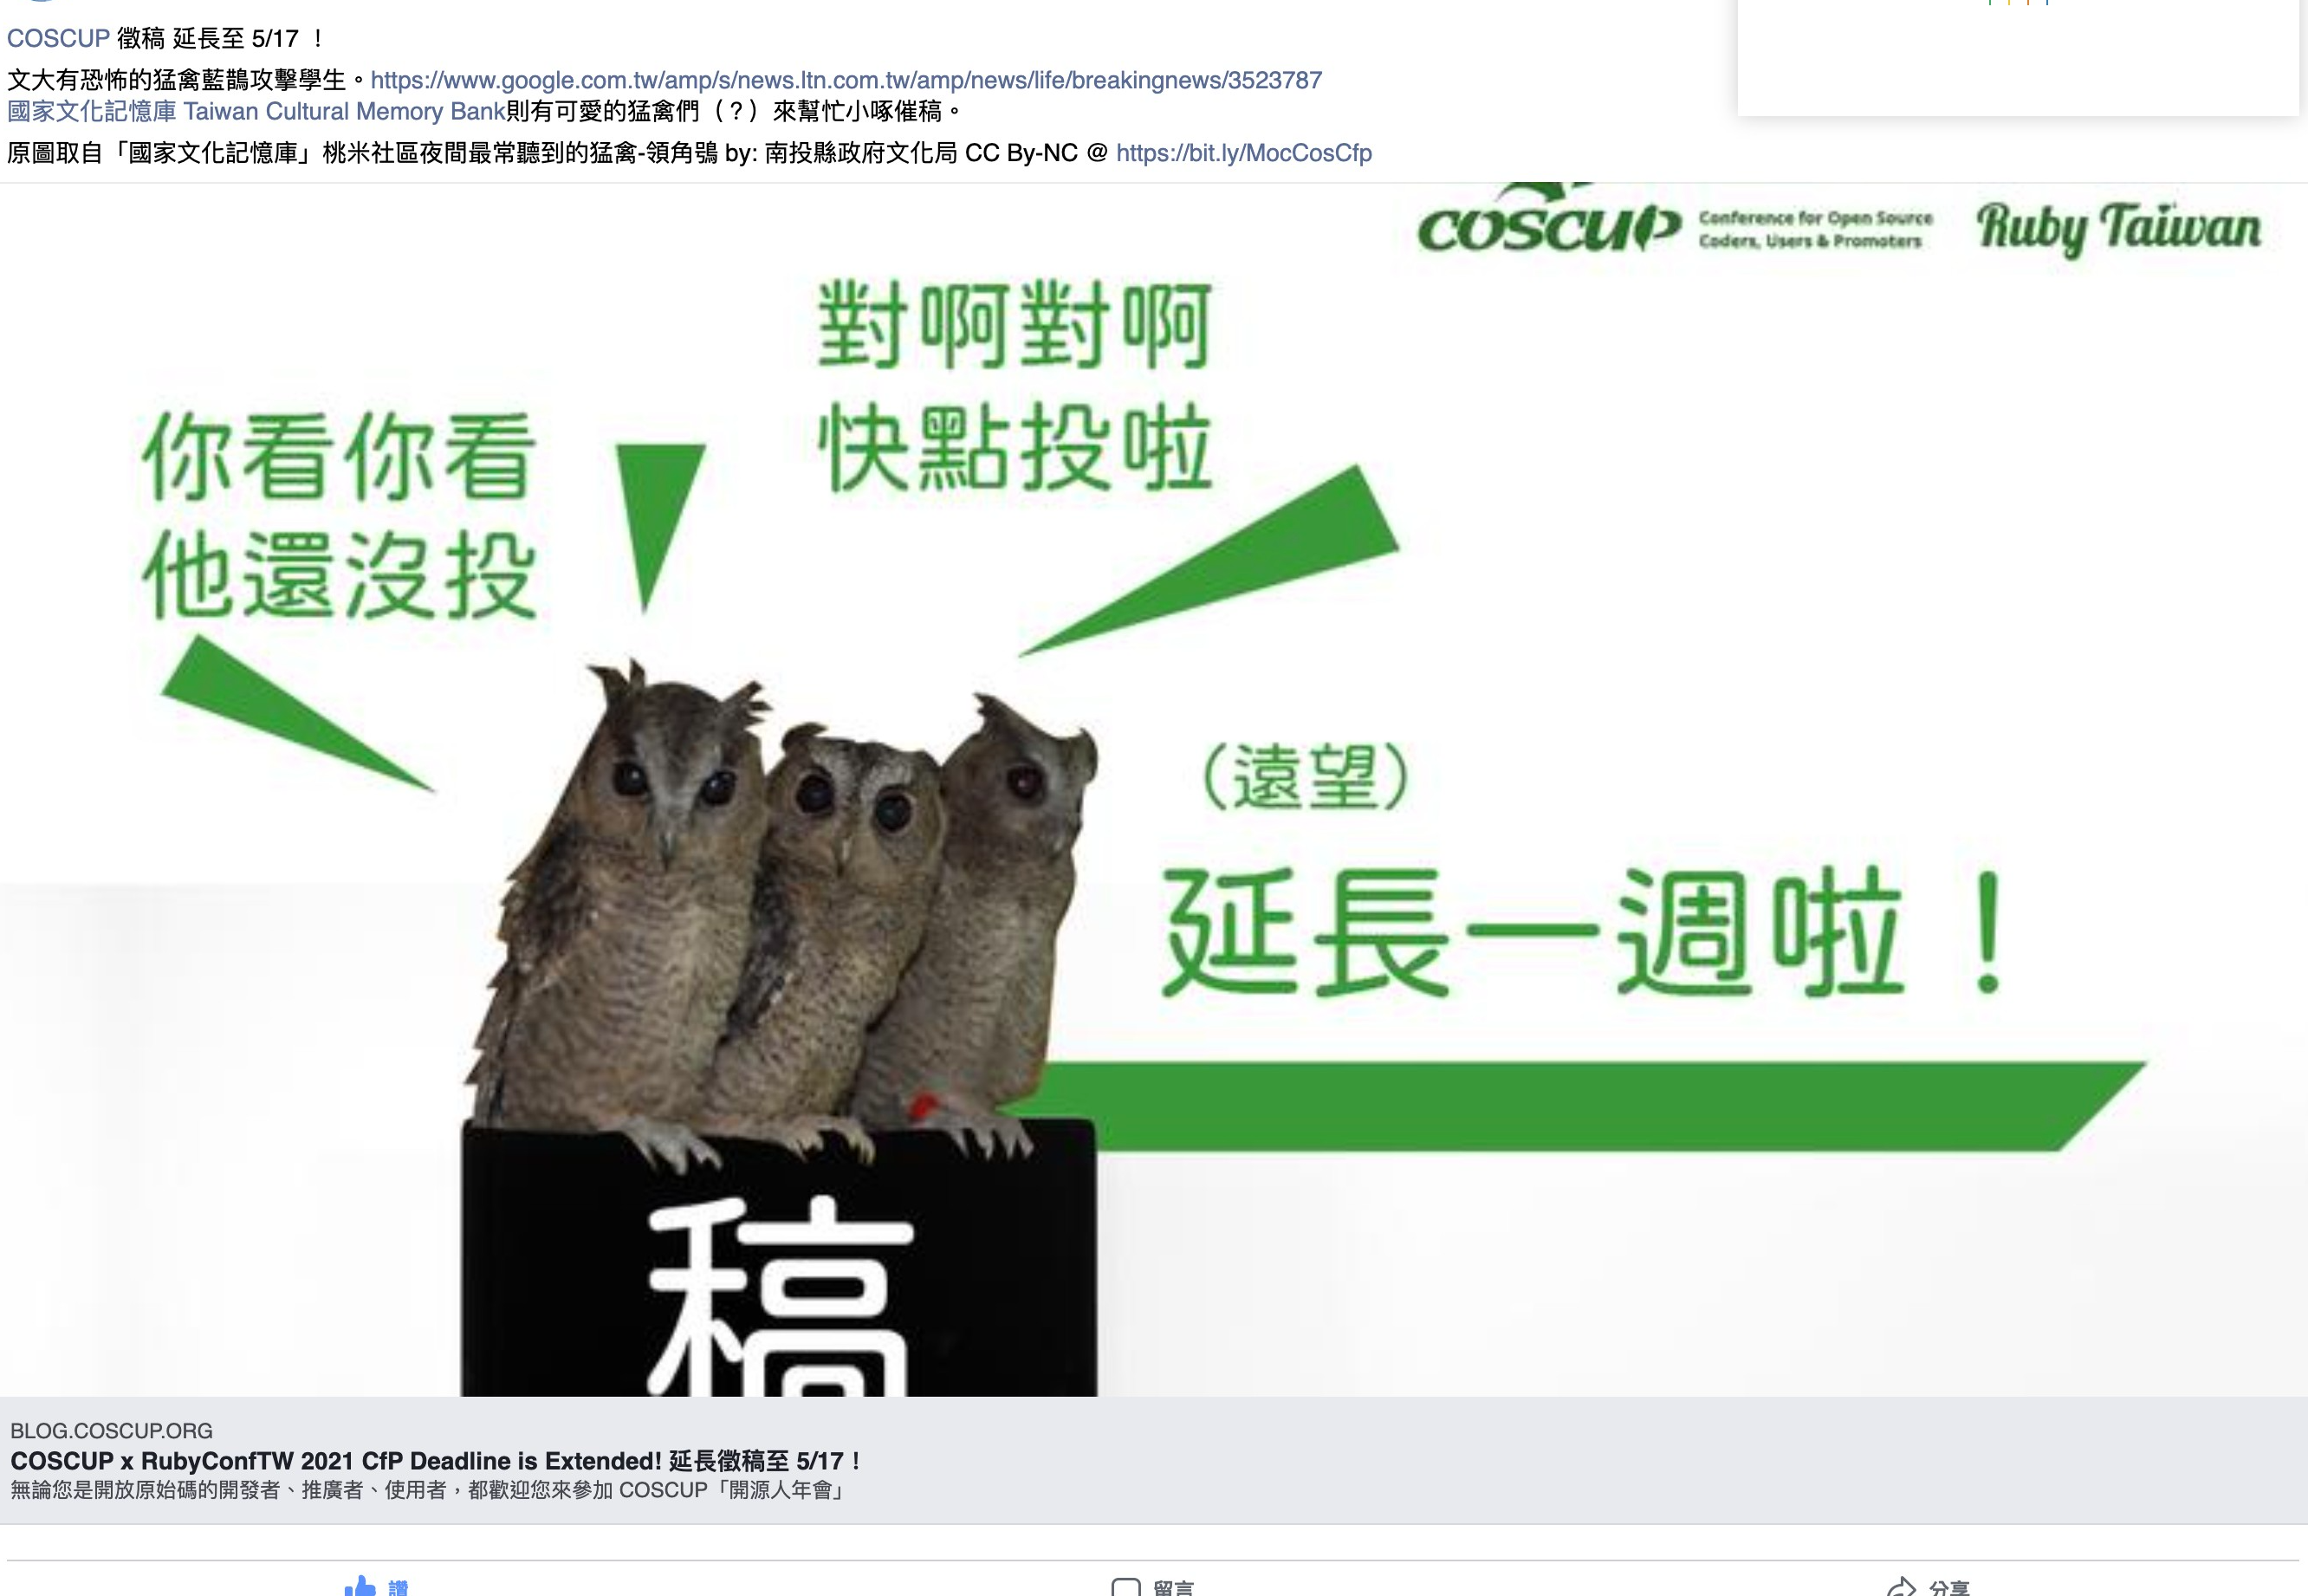 COSCUP 徵稿 延長至 5/17 ！
文大有恐怖的猛禽藍鵲攻擊學生。https://www.google.com.tw/amp/s/news.ltn.com.tw/amp/news/life/breakingnews/3523787
國家文化記憶庫 Taiwan Cultural Memory Bank則有可愛的猛禽們（？）來幫忙小啄催稿。
原圖取自「國家文化記憶庫」桃米社區夜間最常聽到的猛禽-領角鴞 by: 南投縣政府文化局 CC By-NC @ https://bit.ly/MocCosCfp
COSCUP
Conference for Open Source
Coders, Users & Promoters
Ruby Taiwan
對啊對啊
快點投啦
你看你看
他還沒投
（遠望）
延長一週啦！
稿
BLOG.COSCUP.ORG
COSCUP x RubyConfTW 2021 CfP Deadline is Extended! 延長徵稿至 5/17！
無論您是開放原始碼的開發者、推廣者、使用者，都歡迎您來參加 COSCUP「開源人年會」
讚
留言
分享